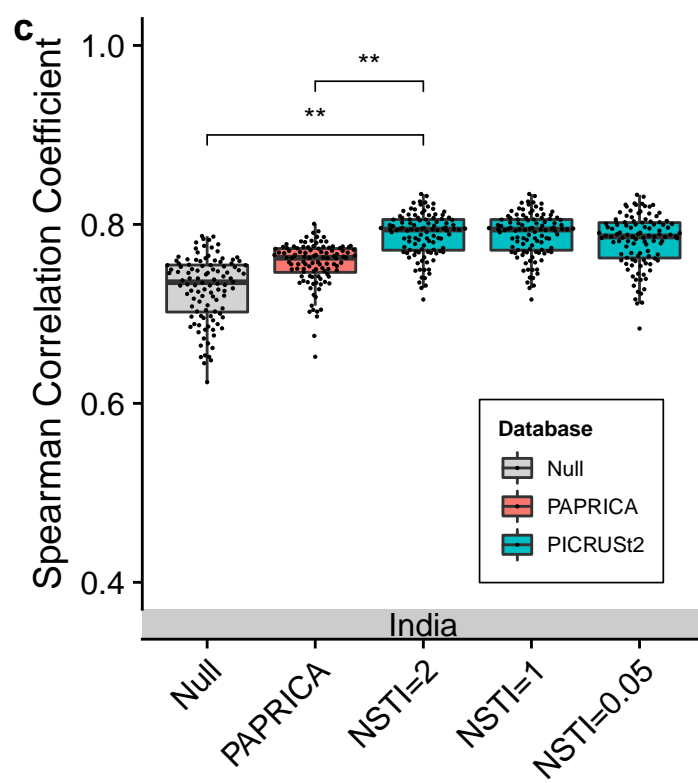 c
Spearman Correlation Coefficient
1.0
0.8
0.6
0.4
**
**
Database
Null
PAPRICA
PICRUSt2
India
Null
PAPRICA
NSTI=2
NSTI=1
NSTI=0.05